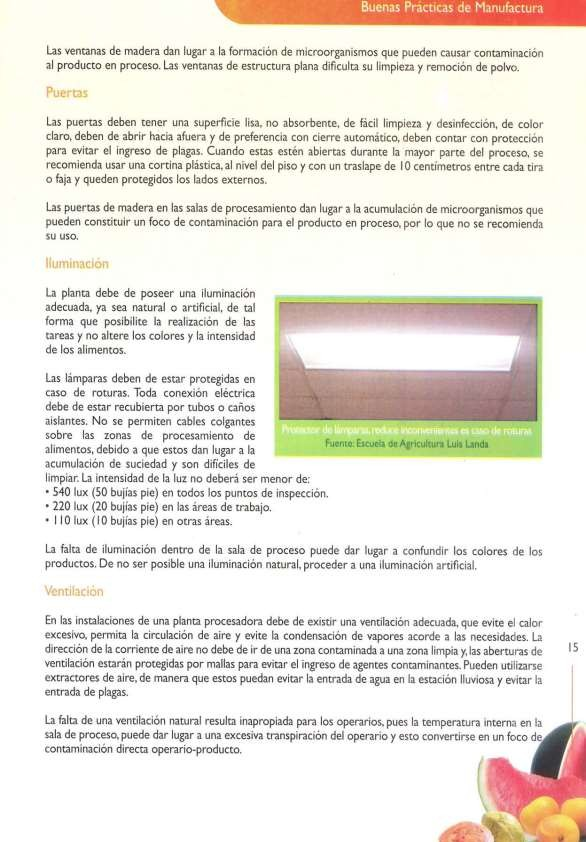 Buenas Prácticas de Manufactura
Las ventanas de madera dan lugar a la formación de microorganismos que pueden causar contaminación
al producto en proceso. Las ventanas de estructura plana dificulta su limpieza y remoción de polvo.
Puertas
Las puertas deben tener una superficie lisa, no absorbente, de fácil limpieza y desinfección, de color
claro, deben de abrir hacia afuera y de preferencia con cierre automático, deben contar con protección
para evitar el ingreso de plagas. Cuando estas estén abiertas durante la mayor parte del proceso, se
recomienda usar una cortina plástica, al nivel del piso y con un traslape de 10 centímetros entre cada tira
o faja y queden protegidos los lados externos.
Las puertas de madera en las salas de procesamiento dan lugar a la acumulación de microorganismos que
pueden constituir un foco de contaminación para el producto en proceso, por lo que no se recomienda
su uso.
Iluminación
La planta debe de poseer una iluminación
adecuada, ya sea natural o artificial, de tal
forma que posibilite la realización de las
tareas y no altere los colores y la intensidad
de los alimentos.
Las lámparas deben de estar protegidas en
caso de roturas. Toda conexión eléctrica
debe de estar recubierta por tubos o caños
aislantes. No se permiten cables colgantes
sobre las zonas de procesamiento de
alimentos, debido a que estos dan lugar a la
acumulación de suciedad y son difíciles de
limpiar. La intensidad de la luz no deberá ser menor de:
• 540 lux (50 bujías pie) en todos los puntos de inspección.
• 220 lux (20 bujías pie) en las áreas de trabajo.
• 110 lux (10 bujías pie) en otras áreas.
Protector de lámparas, reduce inconvenientes es caso de roturas
Fuente: Escuela de Agricultura Luis Landa
La falta de iluminación dentro de la sala de proceso puede dar lugar a confundir los colores de los
productos. De no ser posible una iluminación natural, proceder a una iluminación artificial.
Ventilación
En las instalaciones de una planta procesadora debe de existir una ventilación adecuada, que evite el calor
excesivo, permita la circulación de aire y evite la condensación de vapores acorde a las necesidades. La
dirección de la corriente de aire no debe de ir de una zona contaminada a una zona limpia y, las aberturas de
ventilación estarán protegidas por mallas para evitar el ingreso de agentes contaminantes. Pueden utilizarse
extractores de aire, de manera que estos puedan evitar la entrada de agua en la estación lluviosa y evitar la
entrada de plagas.
La falta de una ventilación natural resulta inapropiada para los operarios, pues la temperatura interna en la
sala de proceso, puede dar lugar a una excesiva transpiración del operario y esto convertirse en un foco de
contaminación directa operario-producto.
15